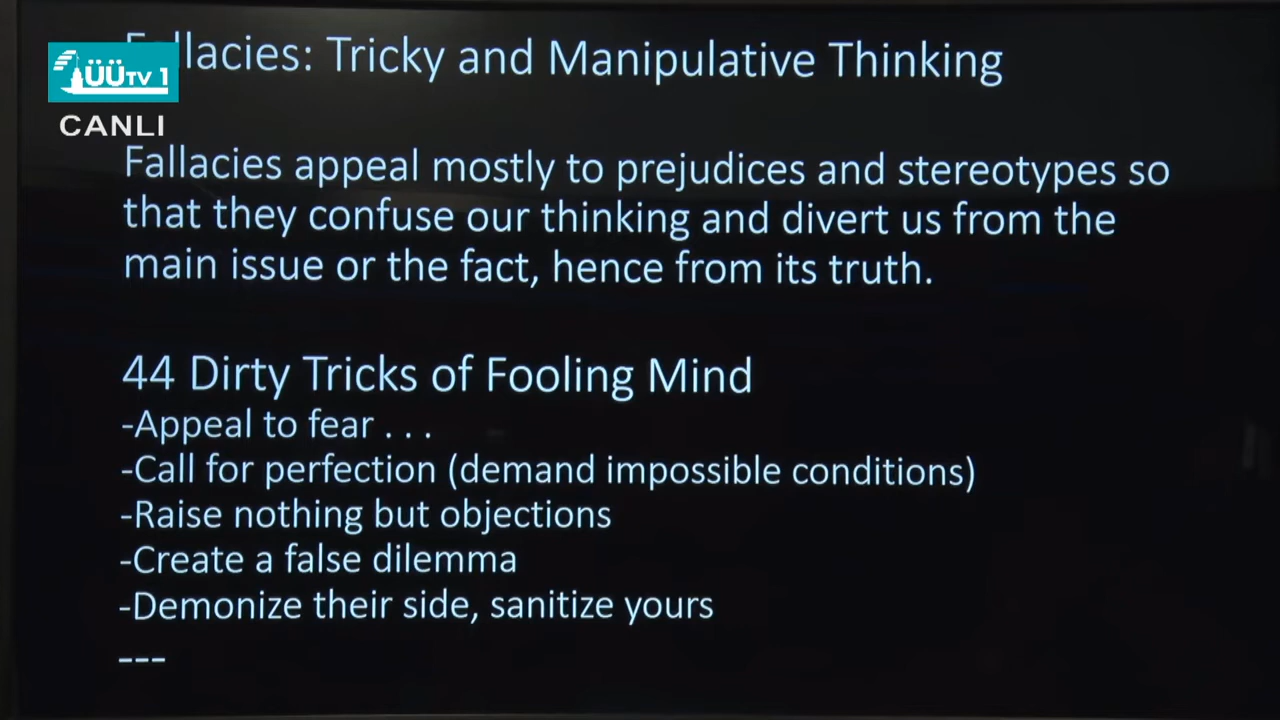 Fallacies: Tricky and Manipulative Thinking
ÜÜTV 1
CANLI
Fallacies appeal mostly to prejudices and stereotypes so
that they confuse our thinking and divert us from the
main issue or the fact, hence from its truth.
44 Dirty Tricks of Fooling Mind
-Appeal to fear . . .
-Call for perfection (demand impossible conditions)
-Raise nothing but objections
-Create a false dilemma
-Demonize their side, sanitize yours
---